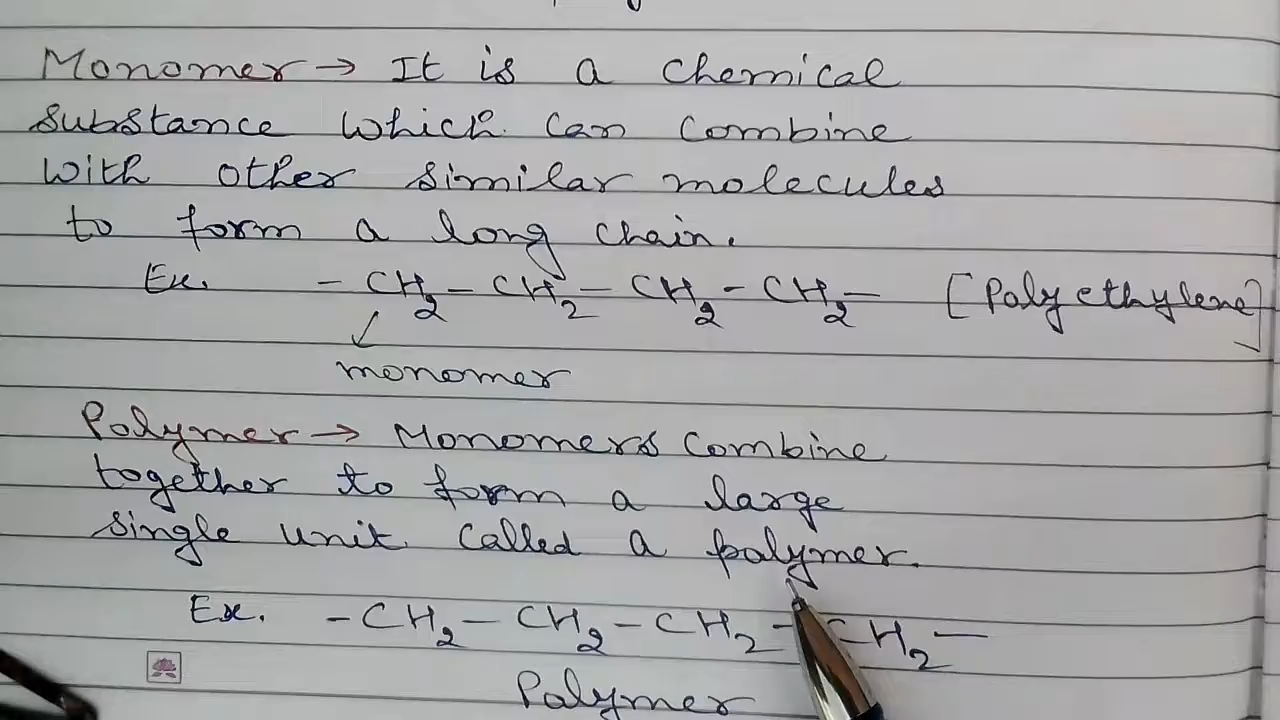 Monomer → It is a chemical
substance which can combine
with other similar molecules
to form a long chain.
Ex. - CH2 - CH2 - CH2 - CH2 - [Polyethylene]
monomer
Polymer → Monomers combine
together to form a large
single unit called a polymer.
Ex. - CH2 - CH2 - CH2 - CH2 -
Polymer